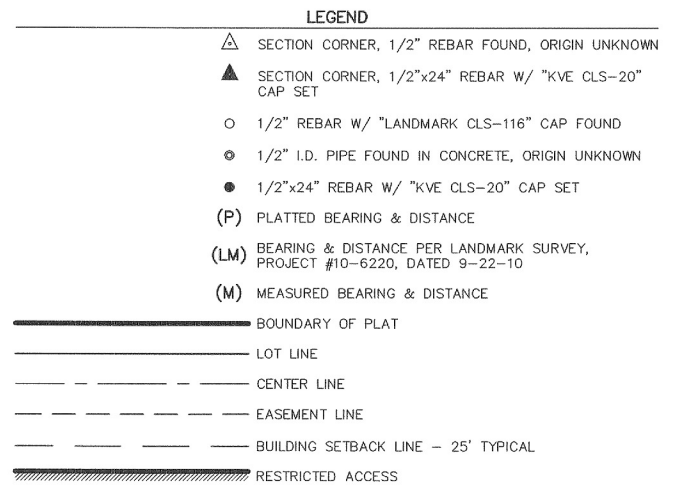 LEGEND
SECTION CORNER, 1/2" REBAR FOUND, ORIGIN UNKNOWN
SECTION CORNER, 1/2"x24" REBAR W/ "KVE CLS-20"
CAP SET
1/2" REBAR W/ "LANDMARK CLS-116" CAP FOUND
1/2" I.D. PIPE FOUND IN CONCRETE, ORIGIN UNKNOWN
1/2"x24" REBAR W/ "KVE CLS-20" CAP SET
(P) PLATTED BEARING & DISTANCE
(LM) BEARING & DISTANCE PER LANDMARK SURVEY,
PROJECT #10-6220, DATED 9-22-10
(M) MEASURED BEARING & DISTANCE
BOUNDARY OF PLAT
LOT LINE
CENTER LINE
EASEMENT LINE
BUILDING SETBACK LINE - 25' TYPICAL
RESTRICTED ACCESS